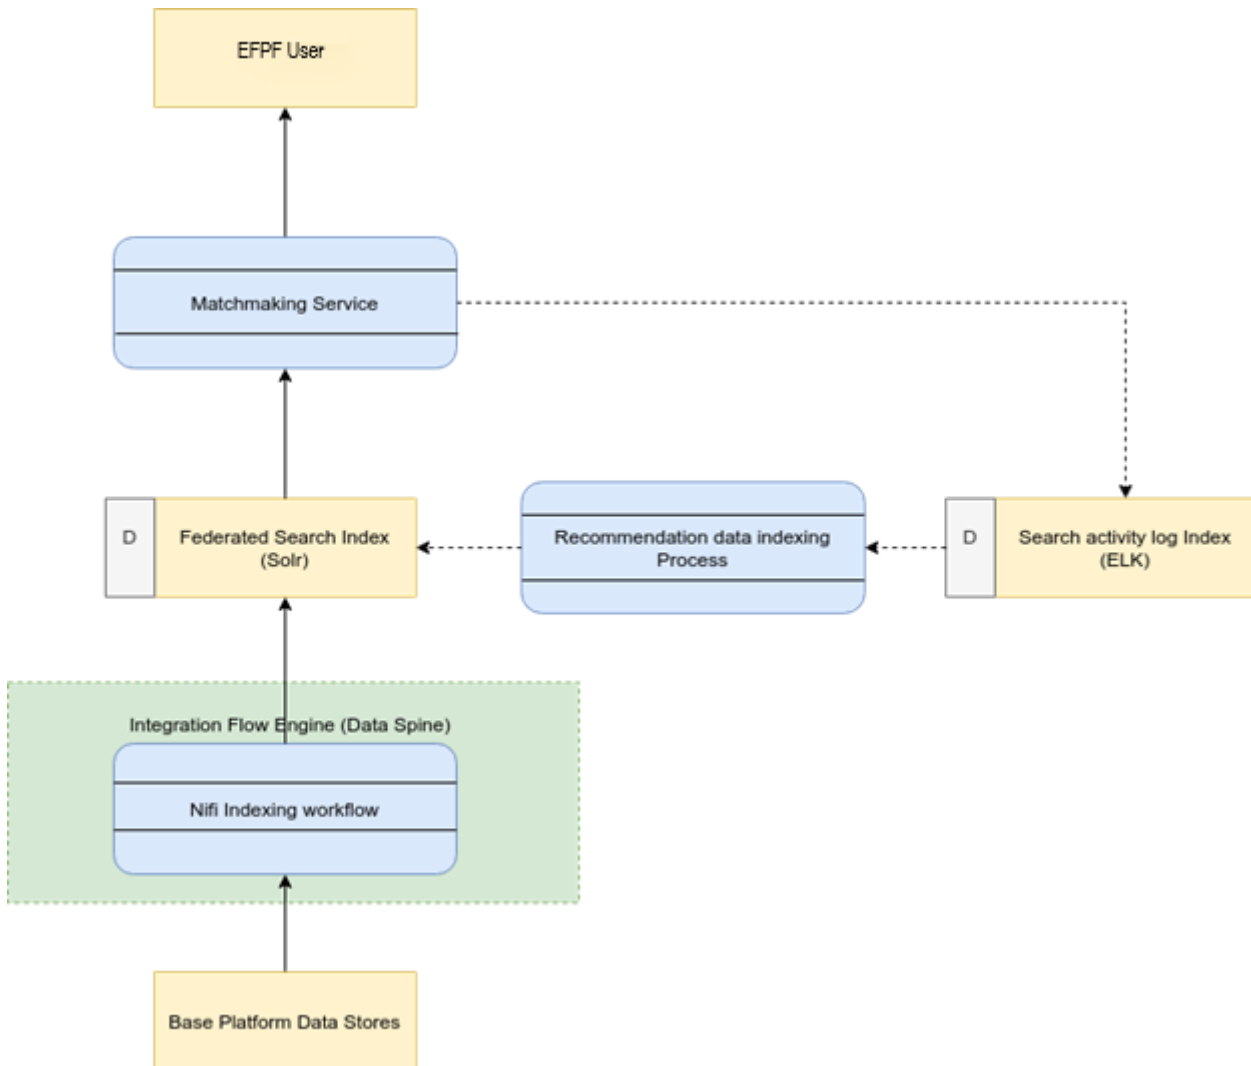 EFPF User
Matchmaking Service
D
Federated Search Index
(Solr)
Recommendation data indexing
Process
D
Search activity log Index
(ELK)
Integration Flow Engine (Data Spine)
Nifi Indexing workflow
Base Platform Data Stores